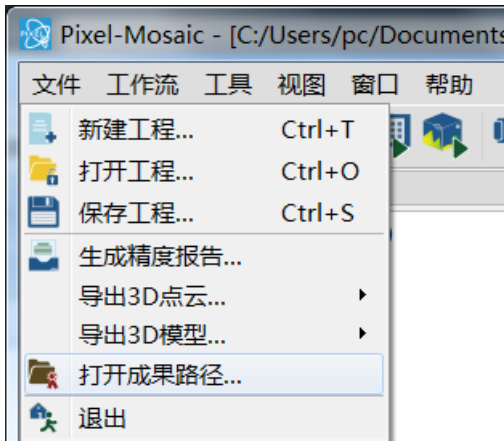 Pixel-Mosaic - [C:/Users/pc/Documents
文件 工作流 工具 视图 窗口 帮助
新建工程... Ctrl+T
打开工程... Ctrl+O
保存工程... Ctrl+S
生成精度报告...
导出3D点云...
导出3D模型...
打开成果路径...
退出